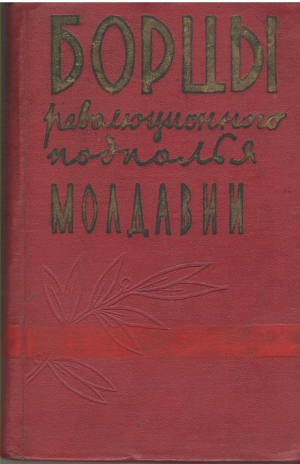 БОРЦЫ
революционного
подполья
МОЛДАВИИ